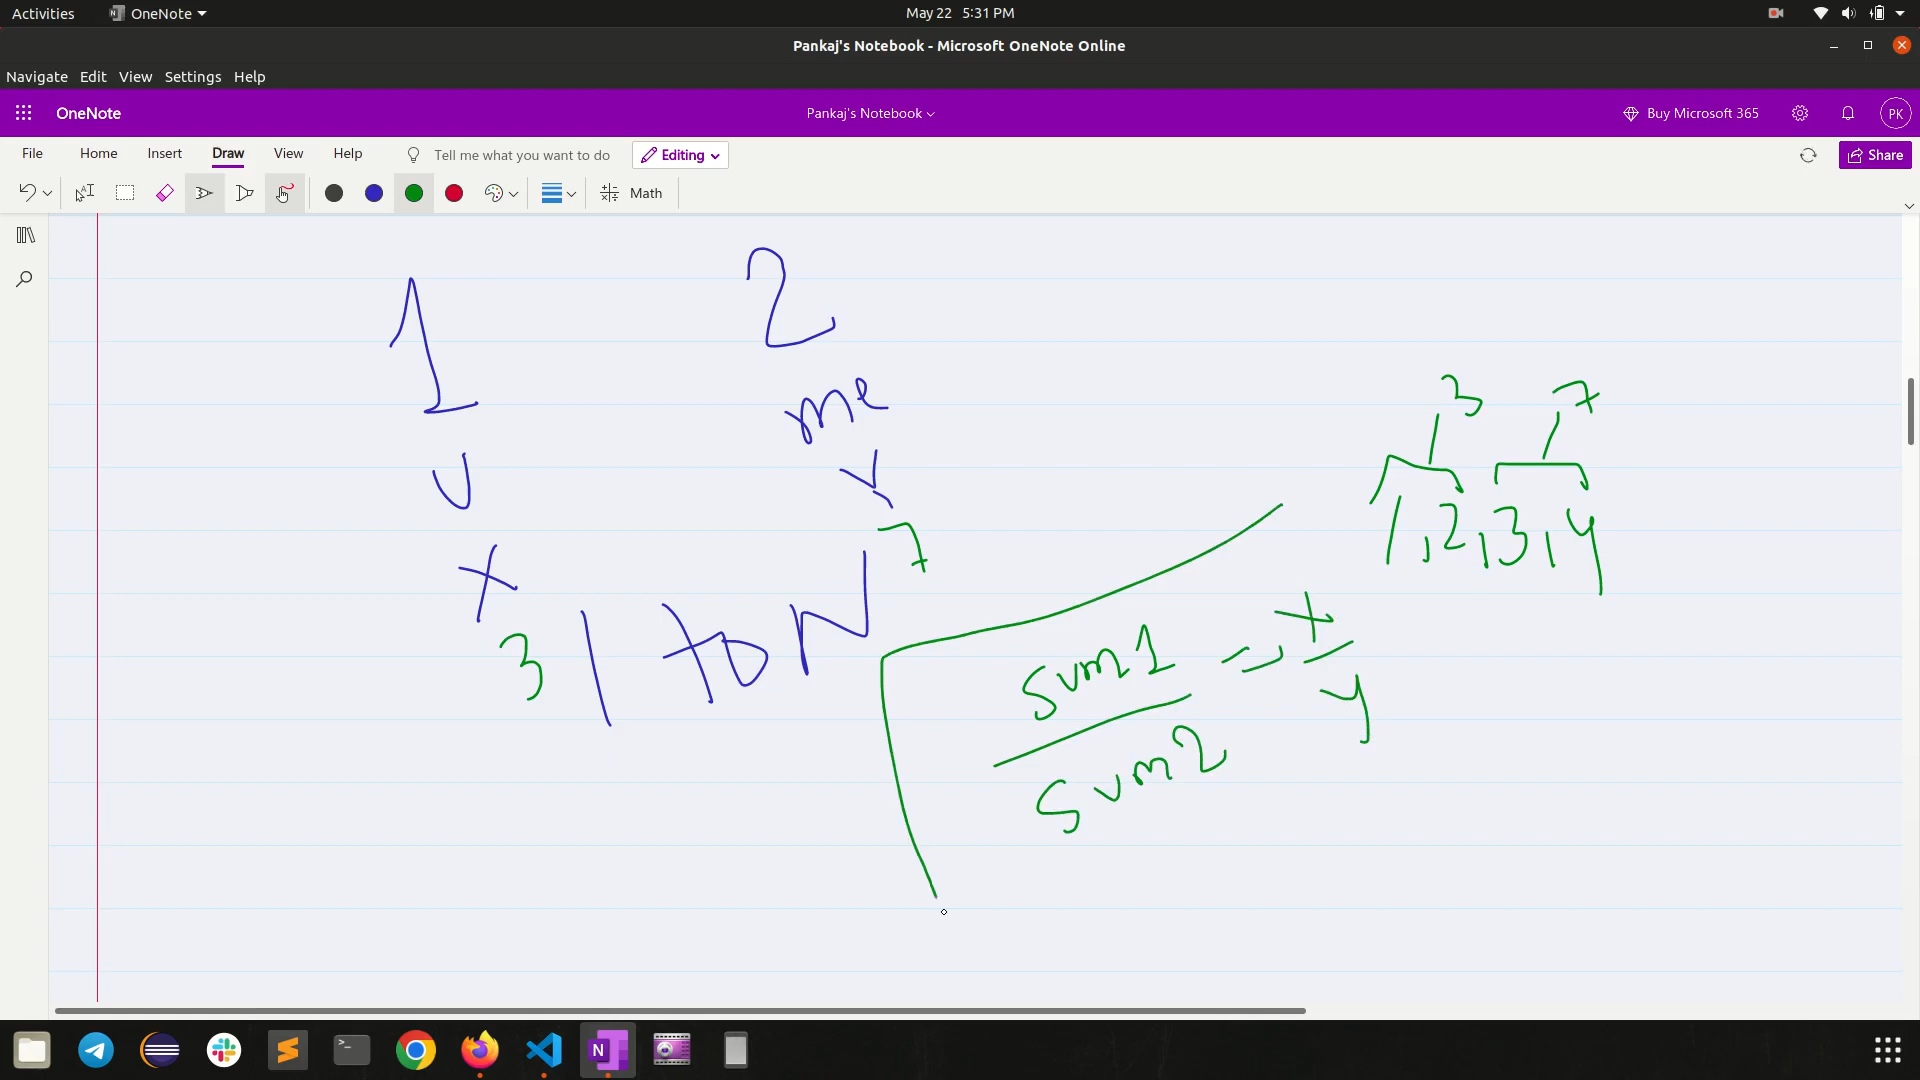 Activities OneNote May 22 5:31 PM
Pankaj's Notebook - Microsoft OneNote Online
Navigate Edit View Settings Help
OneNote Pankaj's Notebook Buy Microsoft 365 PK
File Home Insert Draw View Help Tell me what you want to do Editing Share
Math
1 2
me
3 7
1, 2, 3, 4
7
x
3 1 to N
sum1 = x
sum2 y